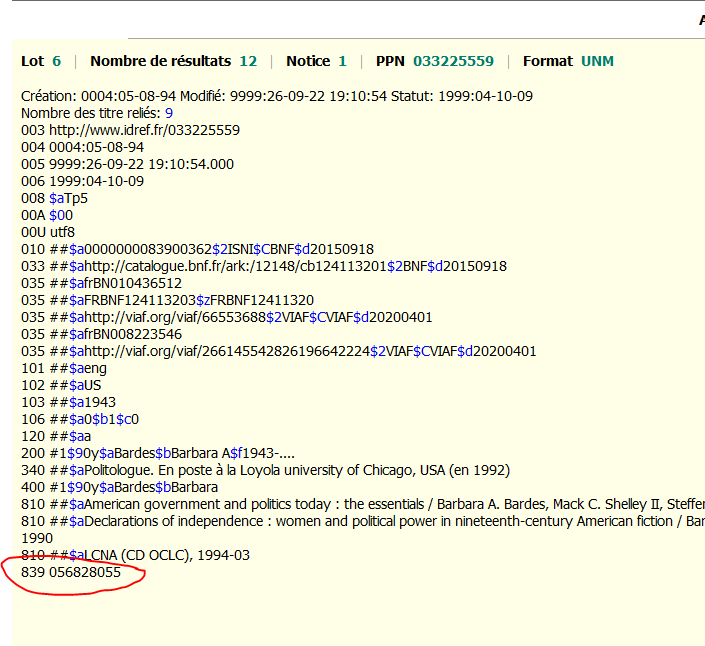 A
Lot 6 | Nombre de résultats 12 | Notice 1 | PPN 033225559 | Format UNM
Création: 0004:05-08-94 Modifié: 9999:26-09-22 19:10:54 Statut: 1999:04-10-09
Nombre des titre reliés: 9
003 http://www.idref.fr/033225559
004 0004:05-08-94
005 9999:26-09-22 19:10:54.000
006 1999:04-10-09
008 $aTp5
00A $00
00U utf8
010 ##$a0000000083900362$2ISNI$CBNF$d20150918
033 ##$ahttp://catalogue.bnf.fr/ark:/12148/cb124113201$2BNF$d20150918
035 ##$afrBN010436512
035 ##$aFRBNF124113203$zFRBNF12411320
035 ##$ahttp://viaf.org/viaf/66553688$2VIAF$CVIAF$d20200401
035 ##$afrBN008223546
035 ##$ahttp://viaf.org/viaf/266145542826196642224$2VIAF$CVIAF$d20200401
101 ##$aeng
102 ##$aUS
103 ##$a1943
106 ##$a0$b1$c0
120 ##$aa
200 #1$90y$aBardes$bBarbara A$f1943-....
340 ##$aPolitologue. En poste à la Loyola university of Chicago, USA (en 1992)
400 #1$90y$aBardes$bBarbara
810 ##$aAmerican government and politics today : the essentials / Barbara A. Bardes, Mack C. Shelley II, Steffe
810 ##$aDeclarations of independence : women and political power in nineteenth-century American fiction / Bar
1990
810 ##$aLCNA (CD OCLC), 1994-03
839 056828055